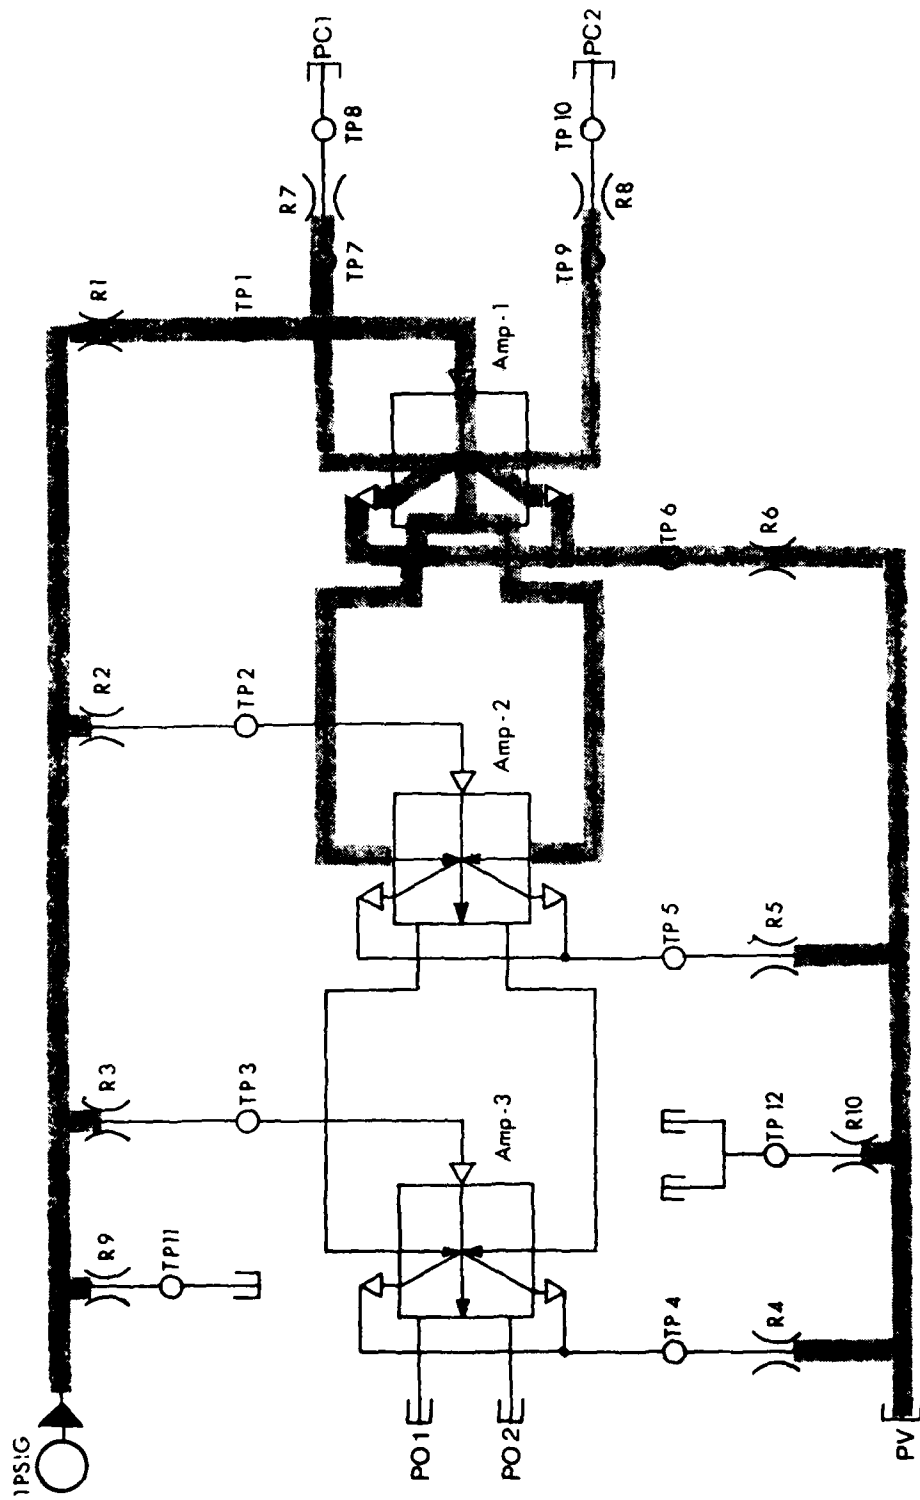 PC1
PC2
TP8
TP10
R7
R8
TP7
TP9
R1
TP1
Amp-1
TP6
R6
R2
TP2
Amp-2
TP5
R5
R3
TP3
Amp-3
TP12
R10
R9
TP11
TP4
R4
PO1
PO2
PV
1PSIG